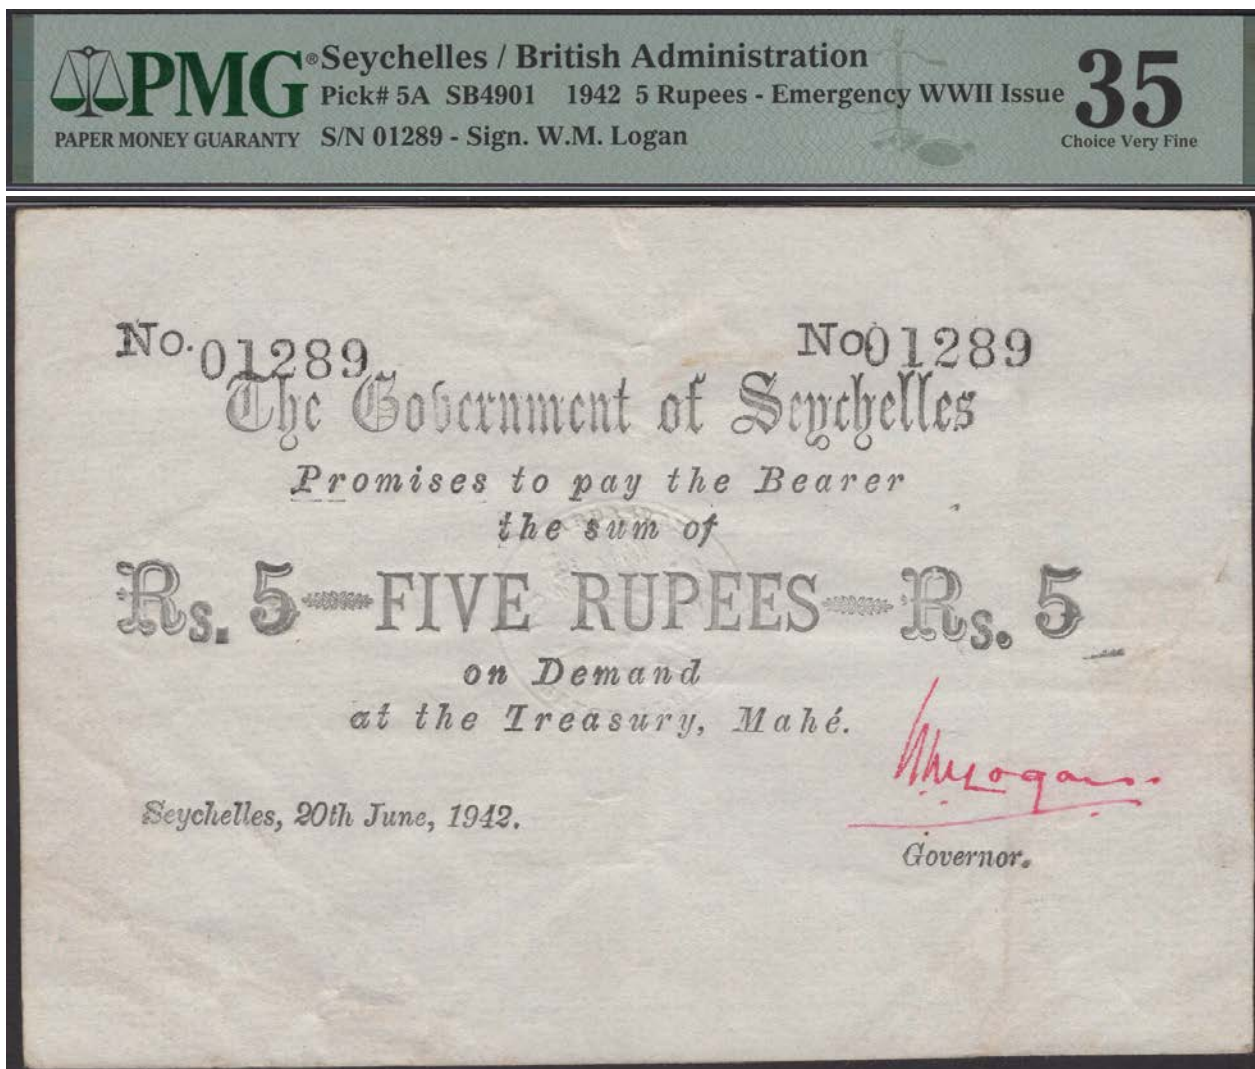 PMG® Seychelles / British Administration 35
Pick# 5A SB4901 1942 5 Rupees - Emergency WWII Issue
PAPER MONEY GUARANTY S/N 01289 - Sign. W.M. Logan Choice Very Fine
No. 01289 No 01289
The Government of Seychelles
Promises to pay the Bearer
the sum of
Rs. 5 FIVE RUPEES Rs. 5
on Demand
at the Treasury, Mahé.
WMLogan
Seychelles, 20th June, 1942.
Governor.